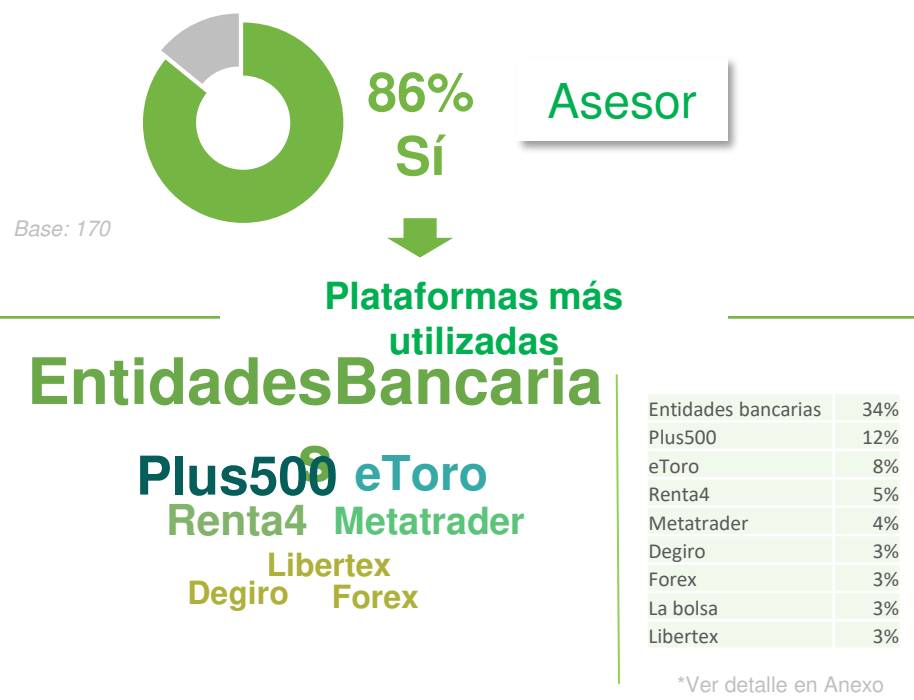 86%
Sí
Asesor
Base: 170
Plataformas más
utilizadas
EntidadesBancaria
s
Plus500 eToro
Renta4 Metatrader
Libertex
Degiro Forex
Entidades bancarias 34%
Plus500 12%
eToro 8%
Renta4 5%
Metatrader 4%
Degiro 3%
Forex 3%
La bolsa 3%
Libertex 3%
*Ver detalle en Anexo